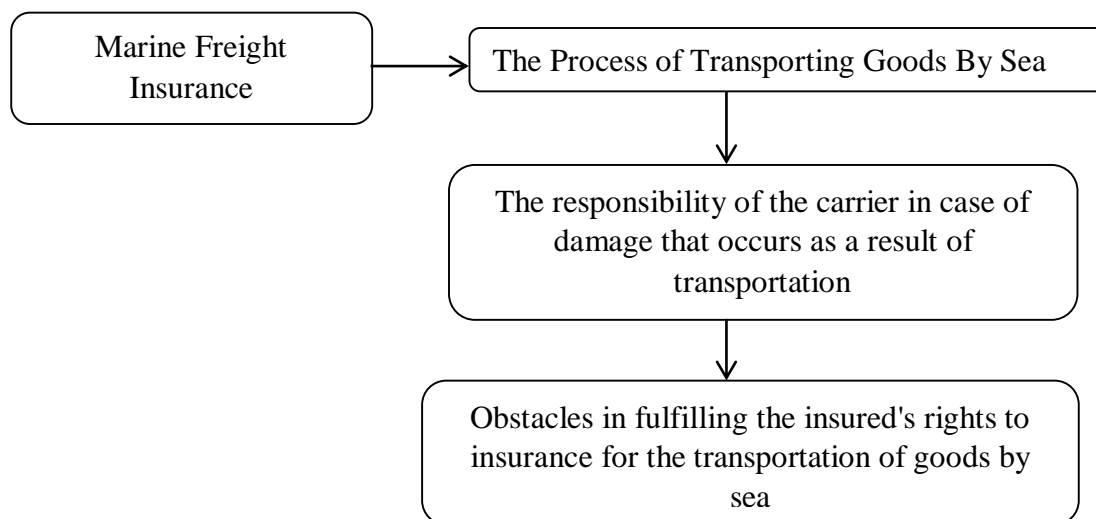 Marine Freight
Insurance
The Process of Transporting Goods By Sea
The responsibility of the carrier in case of
damage that occurs as a result of
transportation
Obstacles in fulfilling the insured's rights to
insurance for the transportation of goods by
sea